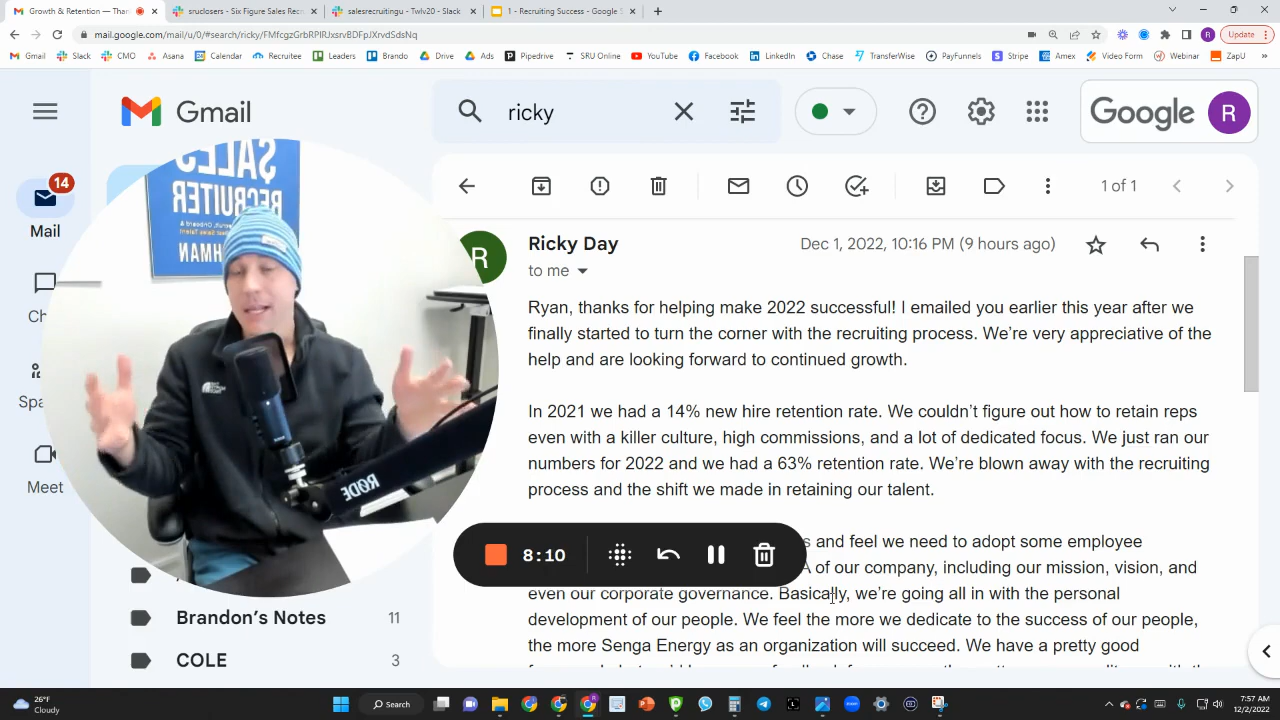 Growth & Retention — Than
sruclosers - Six Figure Sales Recru
salesrecruitingu - Twlv20 - Slack
1 - Recruiting Success - Google S
mail.google.com/mail/u/0/#search/ricky/
Update
Gmail Slack CMO Asana Calendar Recruitee Leaders Brando Drive Ads Pipedrive SRU Online YouTube Facebook LinkedIn Chase TransferWise PayFunnels Stripe Amex Video Form Webinar ZapU
Gmail
ricky
Google R
14
Mail
1 of 1
Ch
Spa
Meet
$ALES
RECRUITER
HMAN
RODE
R
Ricky Day
Dec 1, 2022, 10:16 PM (9 hours ago)
to me
Ryan, thanks for helping make 2022 successful! I emailed you earlier this year after we
finally started to turn the corner with the recruiting process. We’re very appreciative of the
help and are looking forward to continued growth.
In 2021 we had a 14% new hire retention rate. We couldn’t figure out how to retain reps
even with a killer culture, high commissions, and a lot of dedicated focus. We just ran our
numbers for 2022 and we had a 63% retention rate. We’re blown away with the recruiting
process and the shift we made in retaining our talent.
s and feel we need to adopt some employee
A of our company, including our mission, vision, and
even our corporate governance. Basically, we’re going all in with the personal
development of our people. We feel the more we dedicate to the success of our people,
the more Senga Energy as an organization will succeed. We have a pretty good
8:10
Brandon’s Notes 11
COLE 3
26°F
Cloudy
Search
7:57 AM
12/2/2022